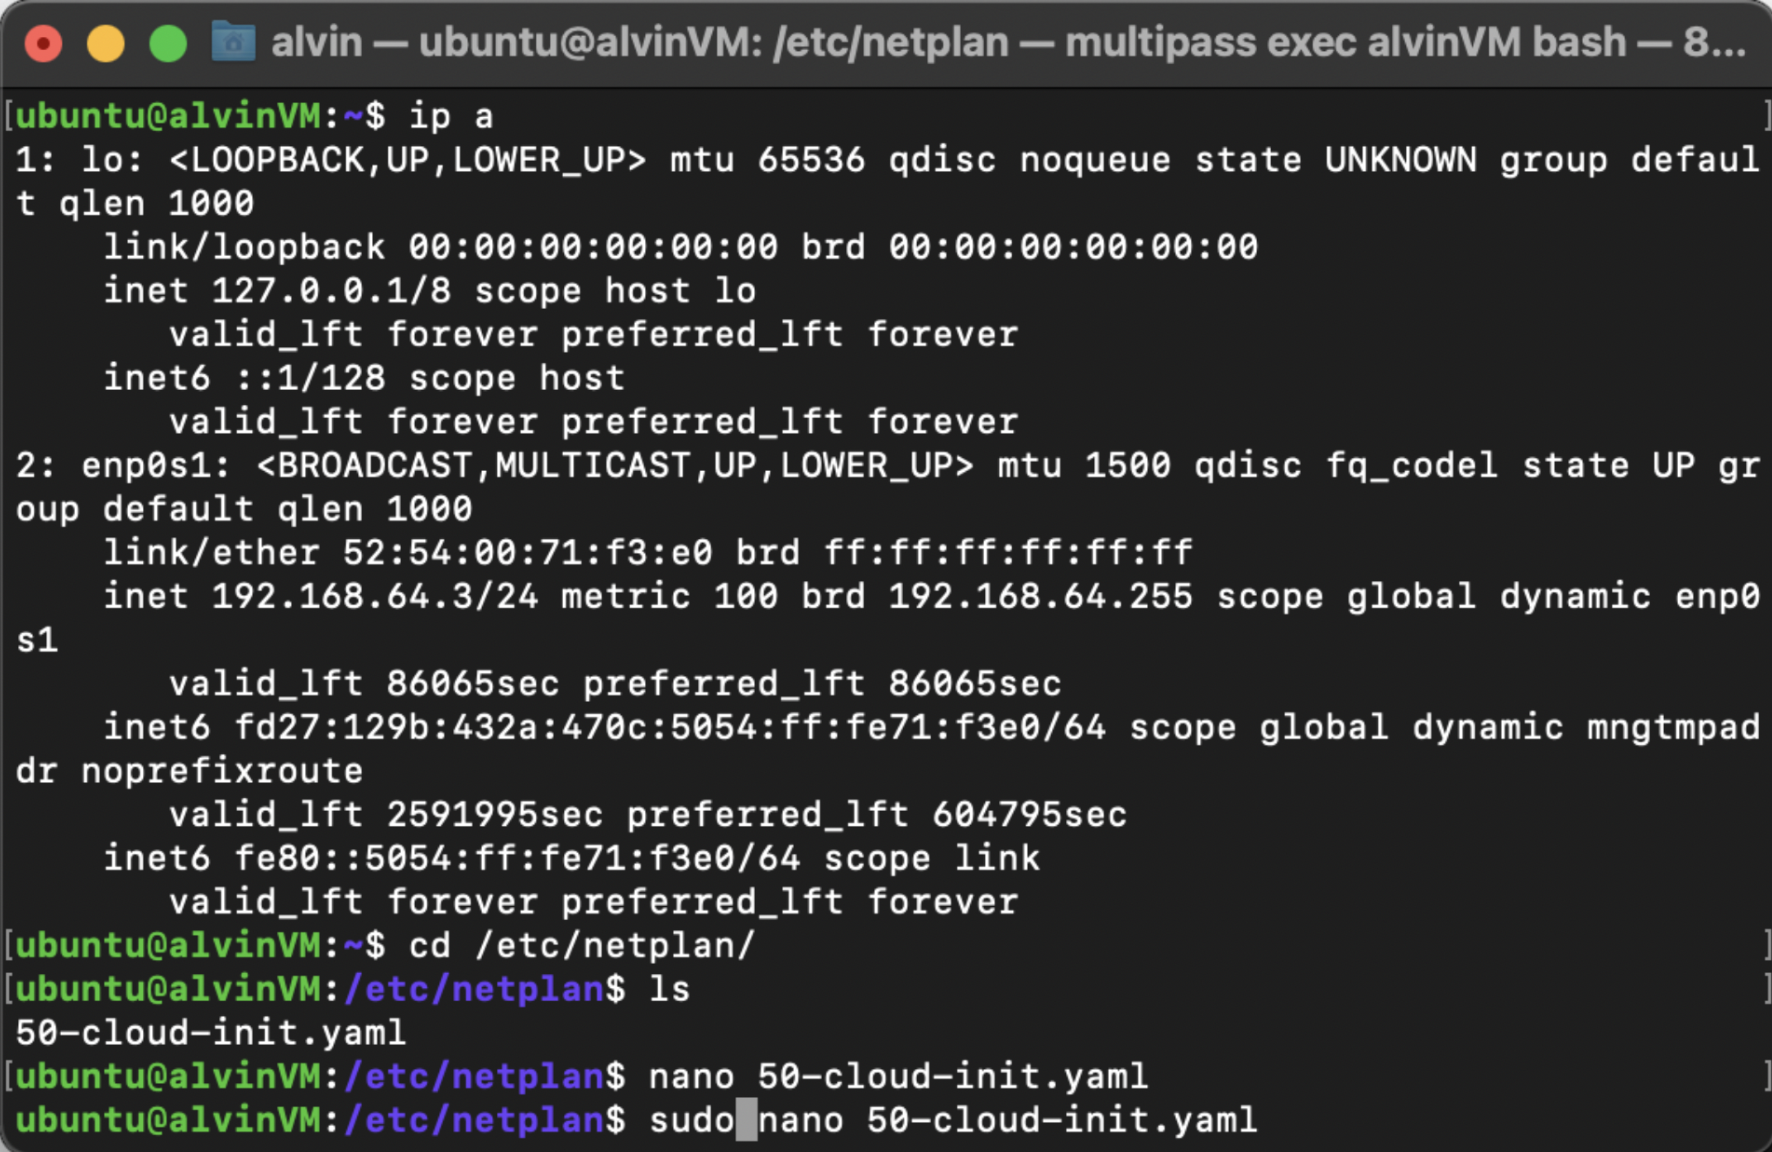 alvin — ubuntu@alvinVM: /etc/netplan — multipass exec alvinVM bash — 8...
[ubuntu@alvinVM:~$ ip a ]
1: lo: <LOOPBACK,UP,LOWER_UP> mtu 65536 qdisc noqueue state UNKNOWN group defaul
t qlen 1000
    link/loopback 00:00:00:00:00:00 brd 00:00:00:00:00:00
    inet 127.0.0.1/8 scope host lo
       valid_lft forever preferred_lft forever
    inet6 ::1/128 scope host
       valid_lft forever preferred_lft forever
2: enp0s1: <BROADCAST,MULTICAST,UP,LOWER_UP> mtu 1500 qdisc fq_codel state UP gr
oup default qlen 1000
    link/ether 52:54:00:71:f3:e0 brd ff:ff:ff:ff:ff:ff
    inet 192.168.64.3/24 metric 100 brd 192.168.64.255 scope global dynamic enp0
s1
       valid_lft 86065sec preferred_lft 86065sec
    inet6 fd27:129b:432a:470c:5054:ff:fe71:f3e0/64 scope global dynamic mngtmpad
dr noprefixroute
       valid_lft 2591995sec preferred_lft 604795sec
    inet6 fe80::5054:ff:fe71:f3e0/64 scope link
       valid_lft forever preferred_lft forever
[ubuntu@alvinVM:~$ cd /etc/netplan/ ]
[ubuntu@alvinVM:/etc/netplan$ ls ]
50-cloud-init.yaml
[ubuntu@alvinVM:/etc/netplan$ nano 50-cloud-init.yaml ]
ubuntu@alvinVM:/etc/netplan$ sudo nano 50-cloud-init.yaml